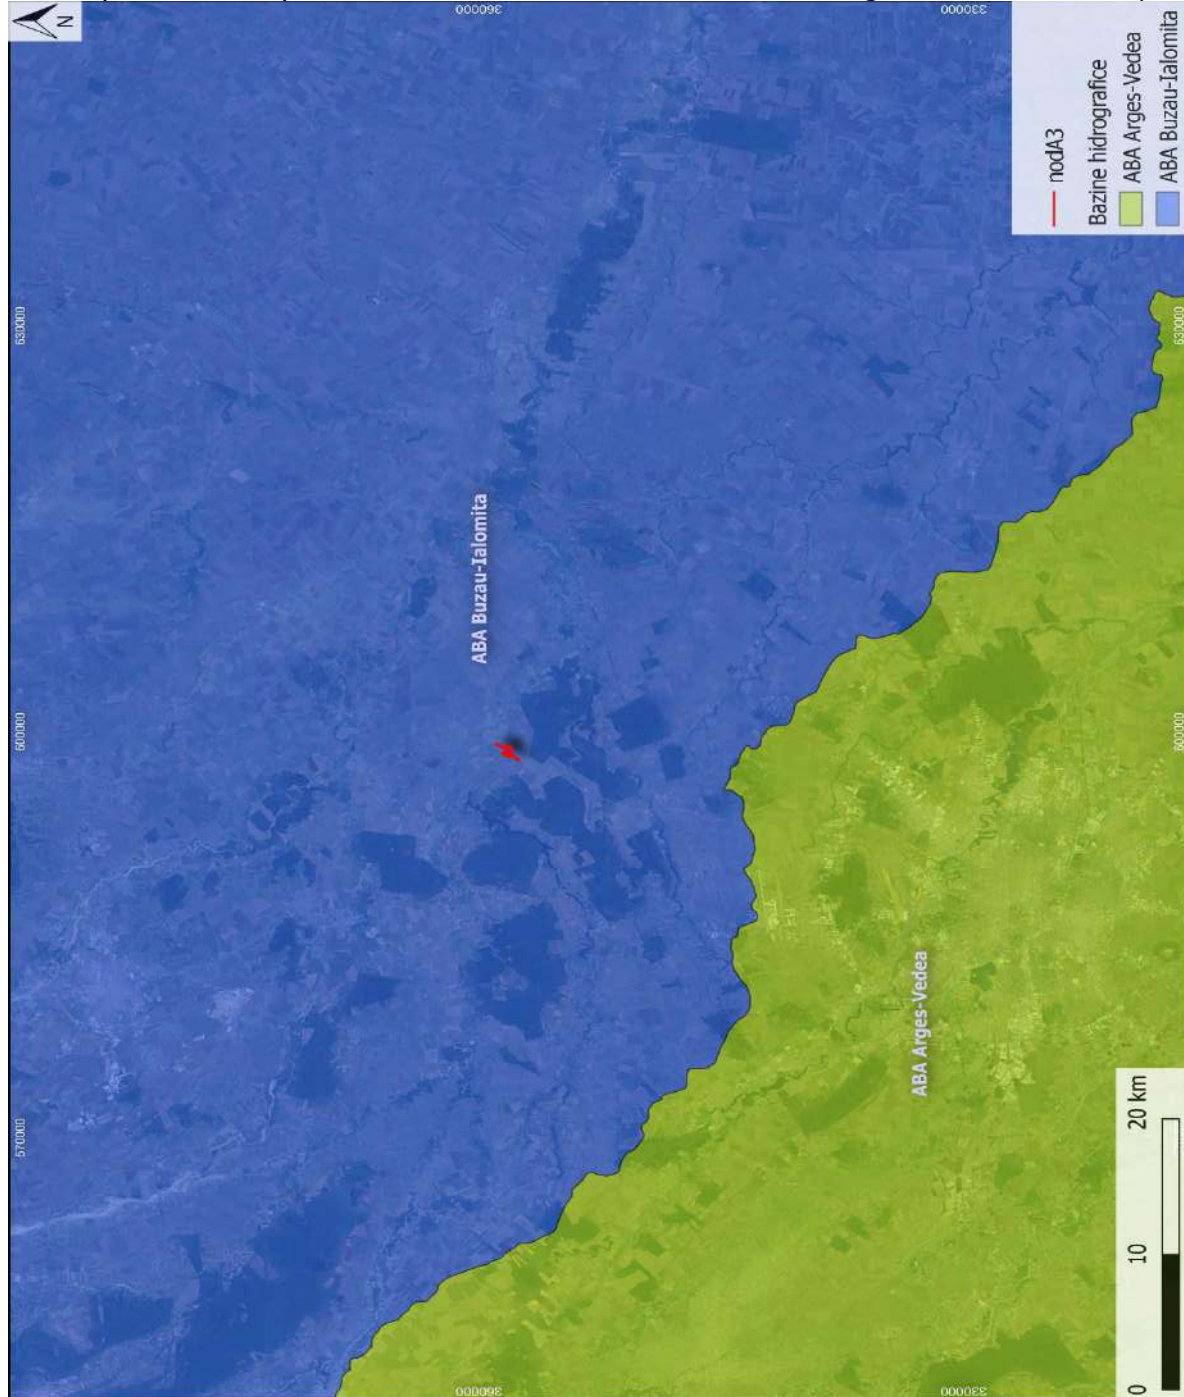 N
360000
330000
630000
600000
570000
ABA Buzau-Ialomita
ABA Arges-Vedea
nodA3
Bazine hidrografice
ABA Arges-Vedea
ABA Buzau-Ialomita
630000
600000
360000
330000
0 10 20 km